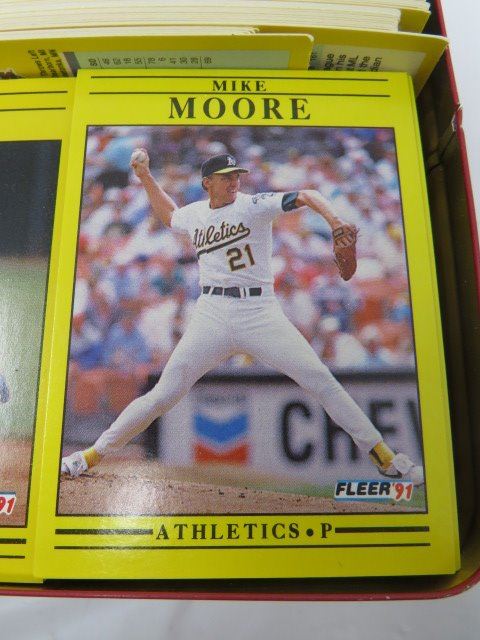 MIKE
MOORE
Athletics
21
CHEV
FLEER '91
ATHLETICS • P
'91